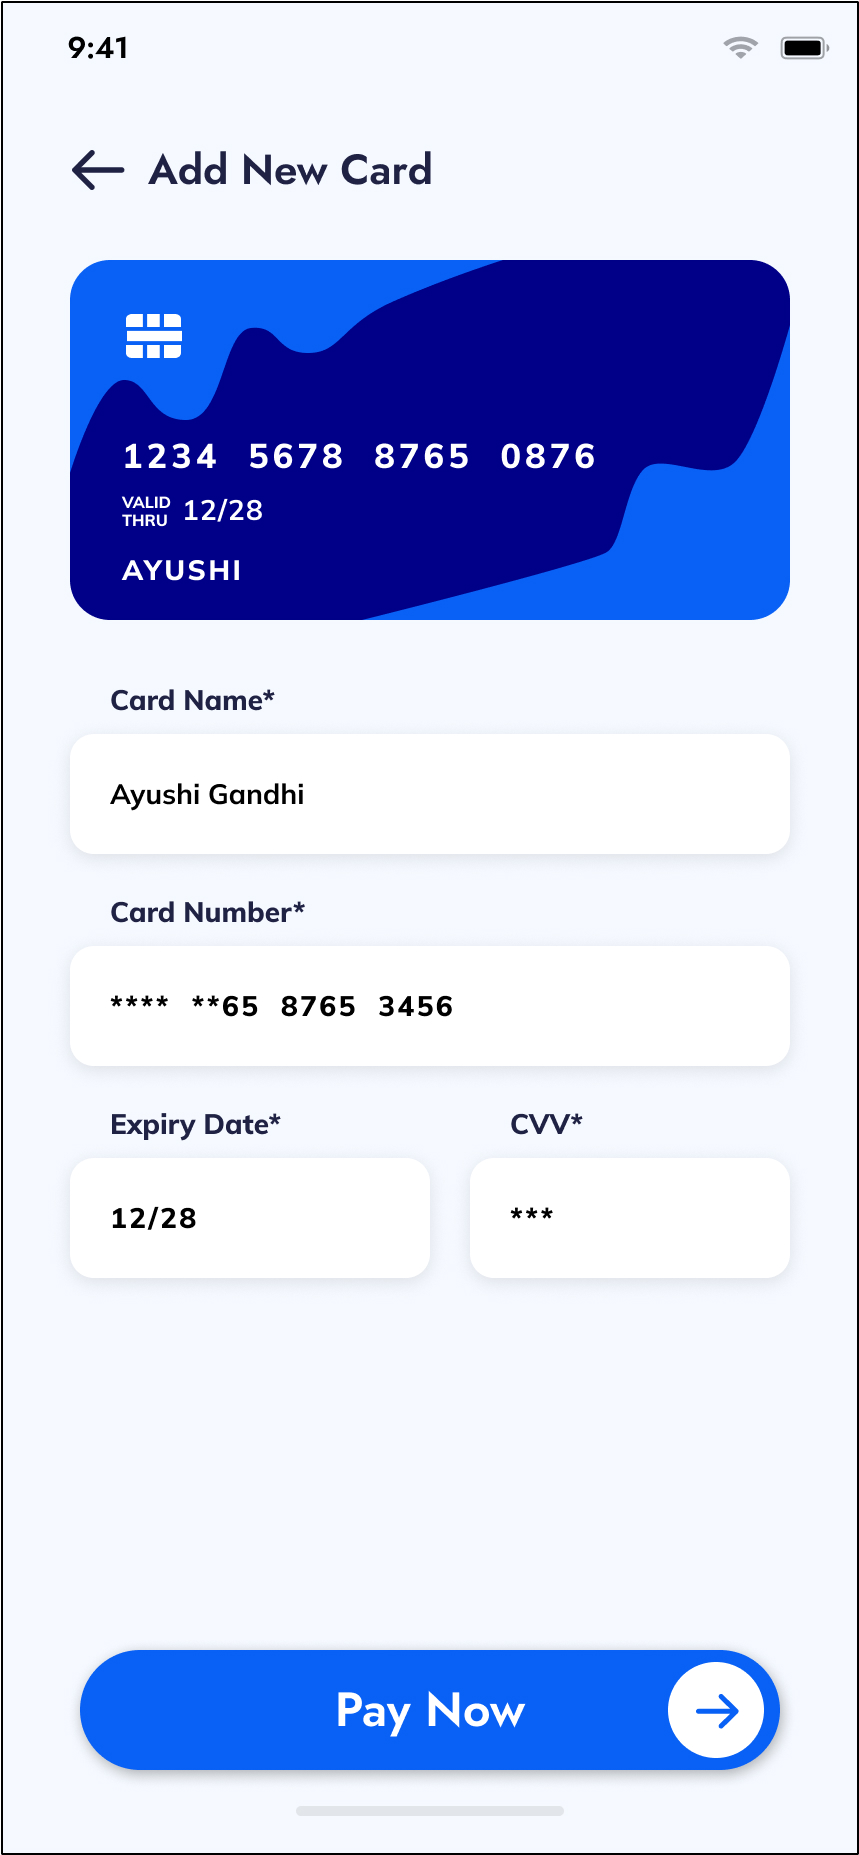 9:41
Add New Card
1234 5678 8765 0876
VALID
THRU 12/28
AYUSHI
Card Name*
Ayushi Gandhi
Card Number*
**** **65 8765 3456
Expiry Date* CVV*
12/28 ***
Pay Now